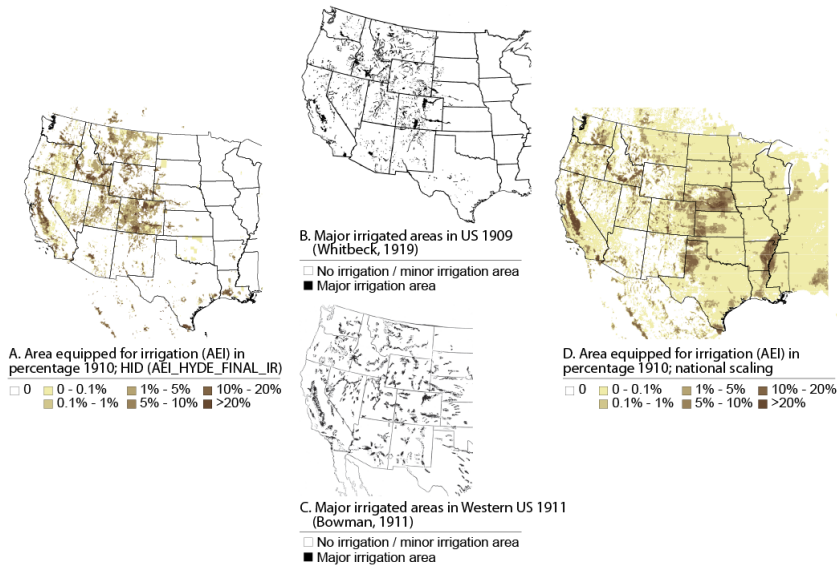 A. Area equipped for irrigation (AEI) in
percentage 1910; HID (AEI_HYDE_FINAL_IR)
0 0 - 0.1% 1% - 5% 10% - 20%
0.1% - 1% 5% - 10% >20%
B. Major irrigated areas in US 1909
(Whitbeck, 1919)
No irrigation / minor irrigation area
Major irrigation area
C. Major irrigated areas in Western US 1911
(Bowman, 1911)
No irrigation / minor irrigation area
Major irrigation area
D. Area equipped for irrigation (AEI) in
percentage 1910; national scaling
0 0 - 0.1% 1% - 5% 10% - 20%
0.1% - 1% 5% - 10% >20%